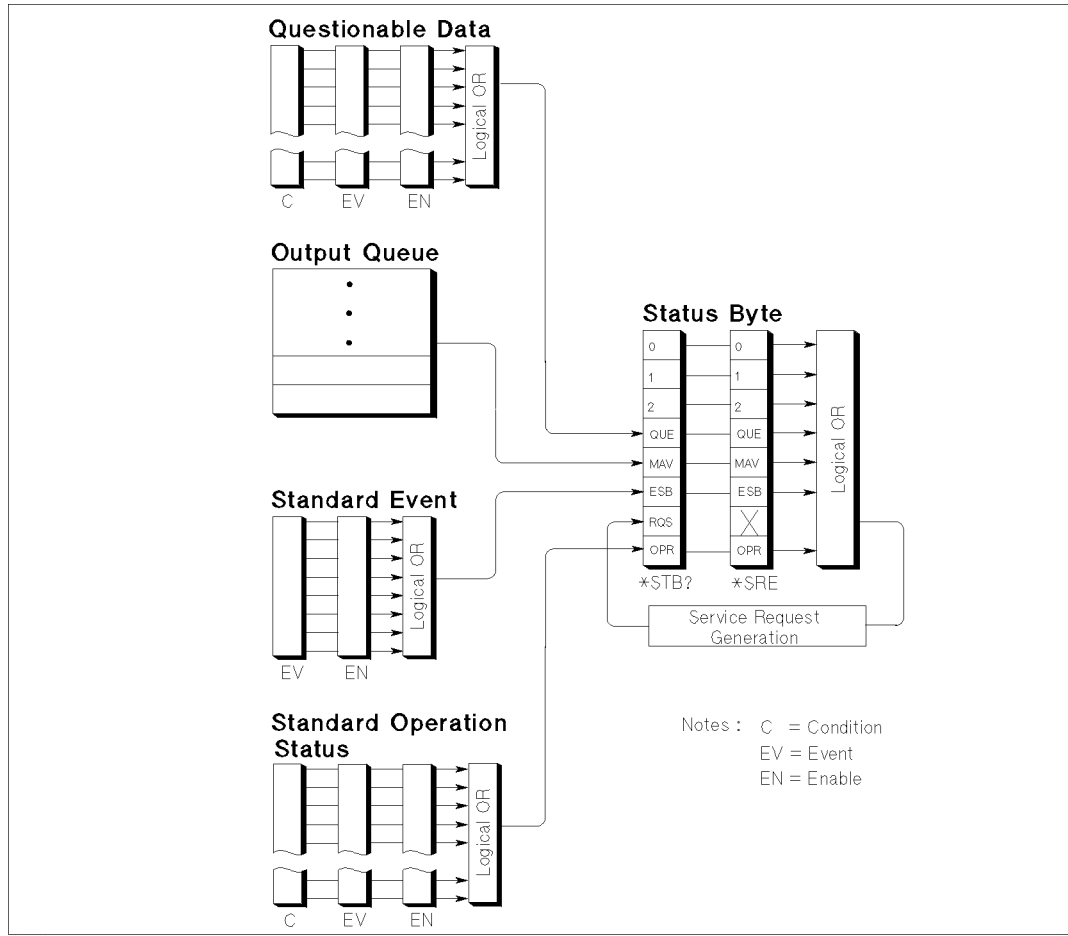 Questionable Data
Logical OR
C EV EN
Output Queue
Status Byte
0 0
1 1
2 2
QUE QUE
MAV MAV
ESB ESB
RQS
OPR OPR
Logical OR
*STB? *SRE
Service Request
Generation
Standard Event
Logical OR
EV EN
Standard Operation
Status
Logical OR
C EV EN
Notes : C = Condition
EV = Event
EN = Enable